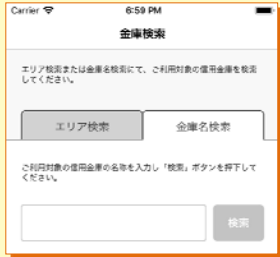 Carrier 6:59 PM
金庫検索
エリア検索または金庫名検索にて、ご利用対象の信用金庫を検索
してください。
エリア検索 金庫名検索
ご利用対象の信用金庫の名称を入力し「検索」ボタンを押下して
ください。
検索